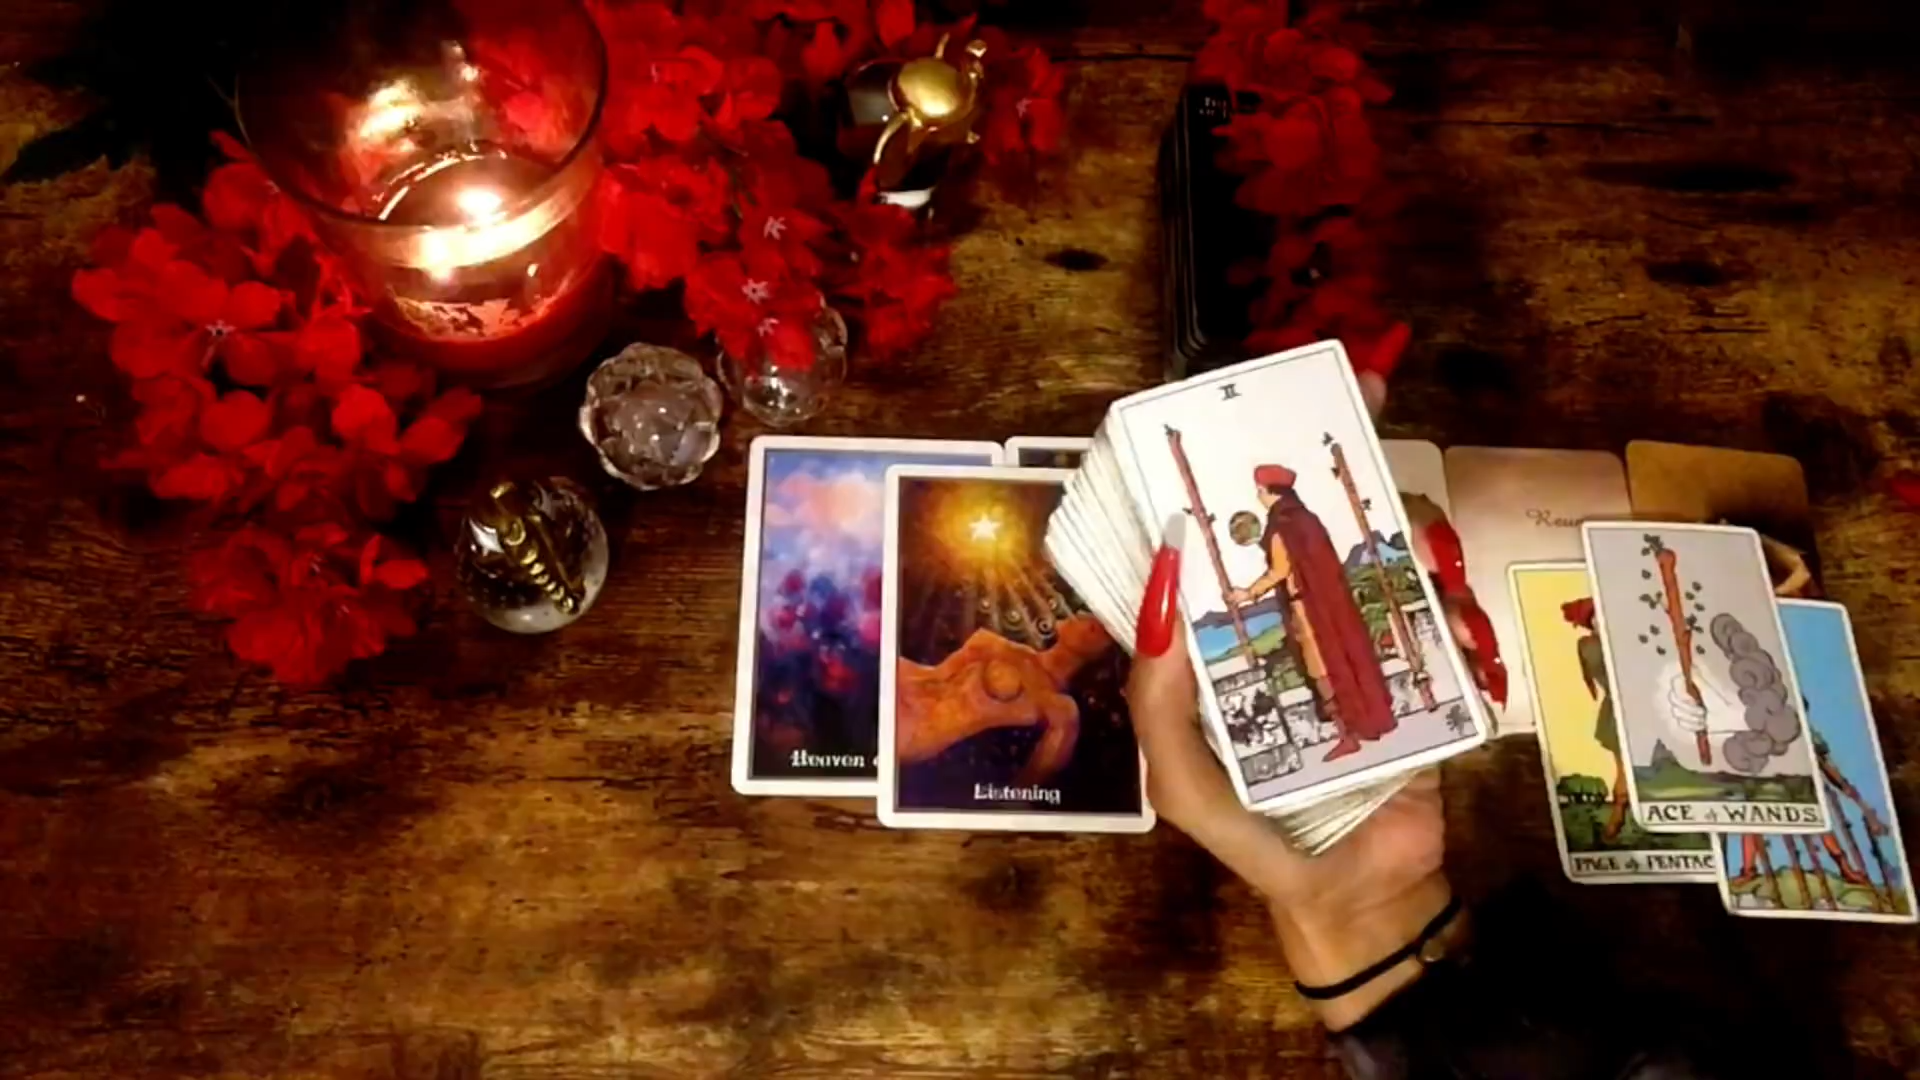 II
Heaven
Listening
ACE of WANDS.
PAGE of PENTAC